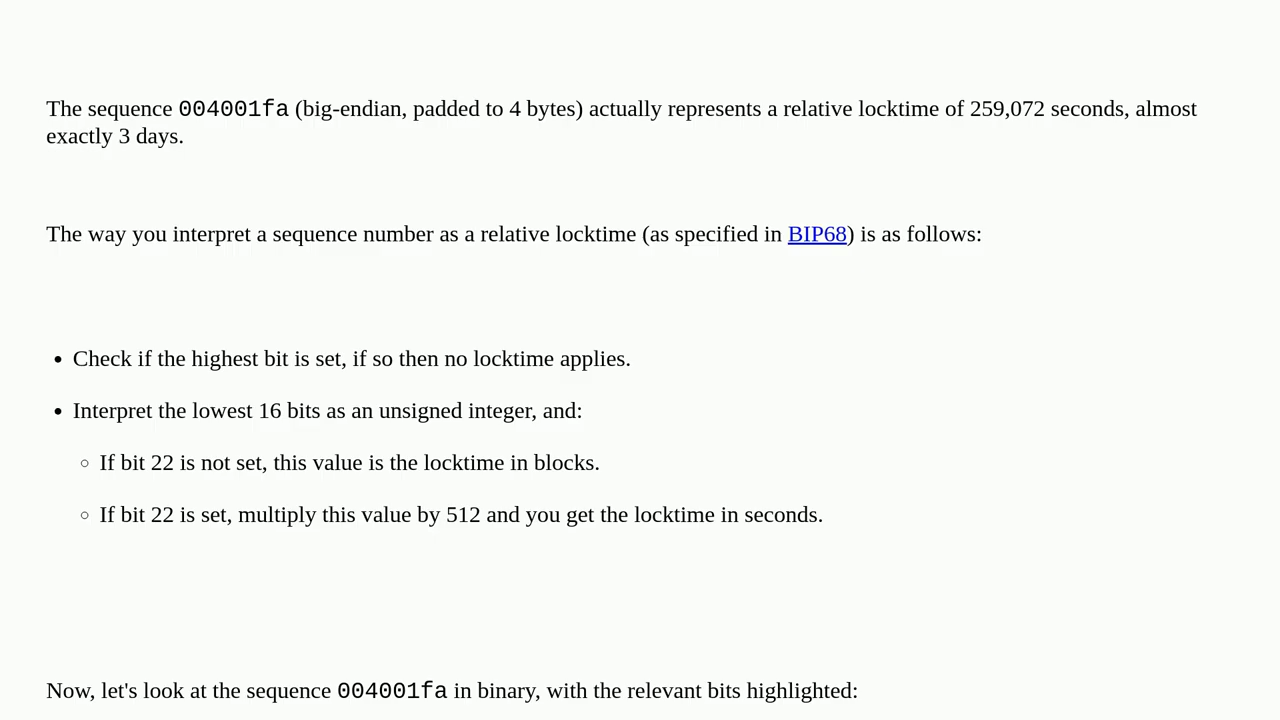 The sequence 004001fa (big-endian, padded to 4 bytes) actually represents a relative locktime of 259,072 seconds, almost
exactly 3 days.
The way you interpret a sequence number as a relative locktime (as specified in BIP68) is as follows:
• Check if the highest bit is set, if so then no locktime applies.
• Interpret the lowest 16 bits as an unsigned integer, and:
◦ If bit 22 is not set, this value is the locktime in blocks.
◦ If bit 22 is set, multiply this value by 512 and you get the locktime in seconds.
Now, let's look at the sequence 004001fa in binary, with the relevant bits highlighted: